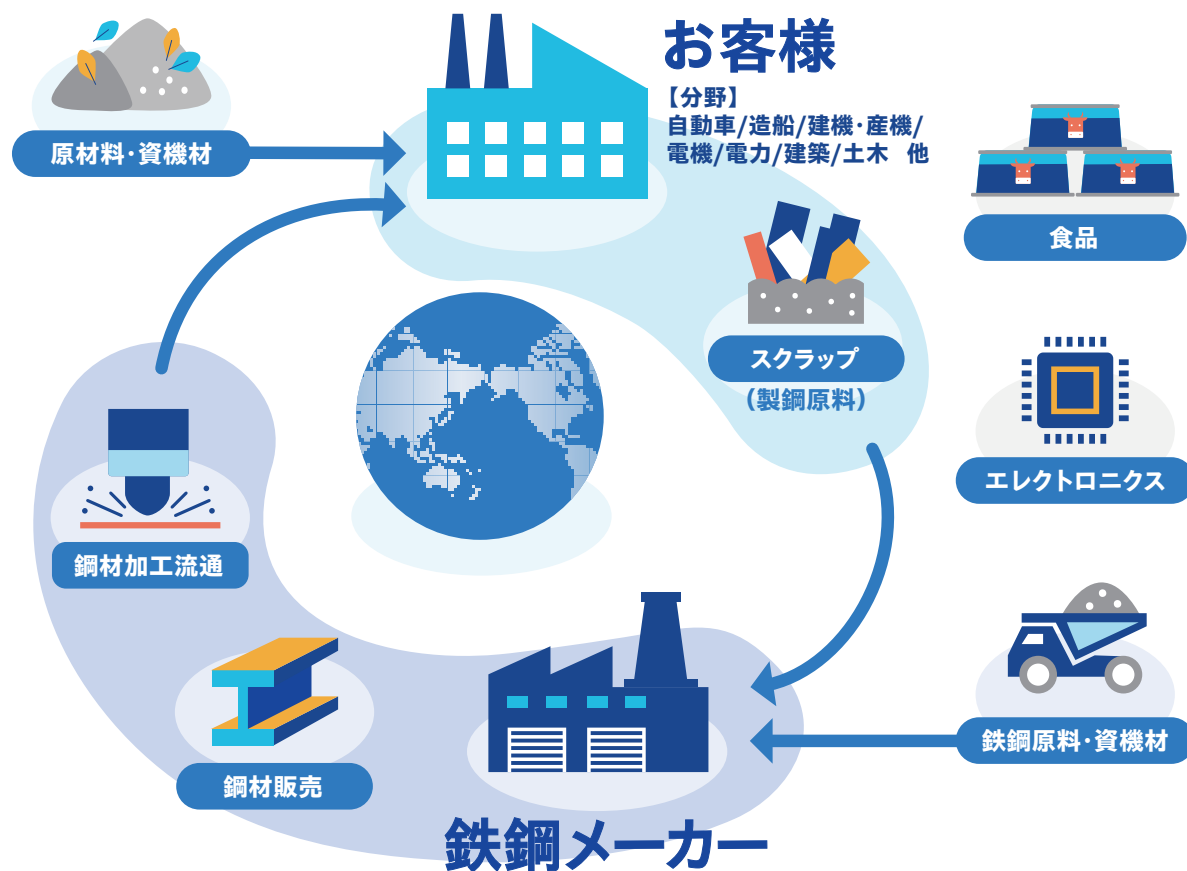 お客様
【分野】
自動車/造船/建機・産機/
電機/電力/建築/土木 他
原材料・資機材
食品
スクラップ
(製鋼原料)
エレクトロニクス
鋼材加工流通
鉄鋼原料・資機材
鋼材販売
鉄鋼メーカー